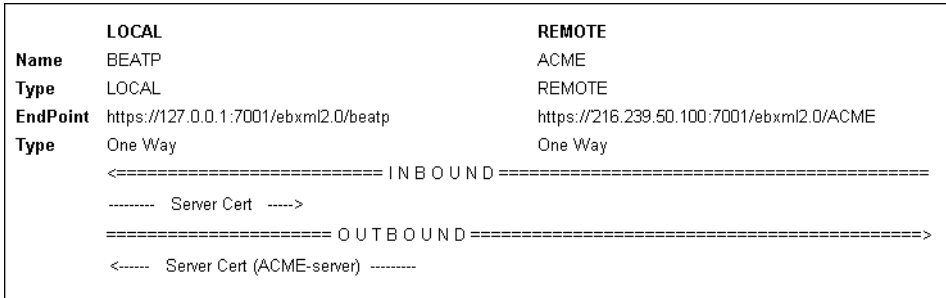 LOCAL REMOTE
Name BEATP ACME
Type LOCAL REMOTE
EndPoint https://127.0.0.1:7001/ebxml2.0/beatp https://'216.239.50.100:7001/ebxml2.0/ACME
Type One Way One Way
<========================== I N B O U N D ==========================================
--------- Server Cert ----->
====================== O U T B O U N D ============================================>
<------ Server Cert (ACME-server) ---------